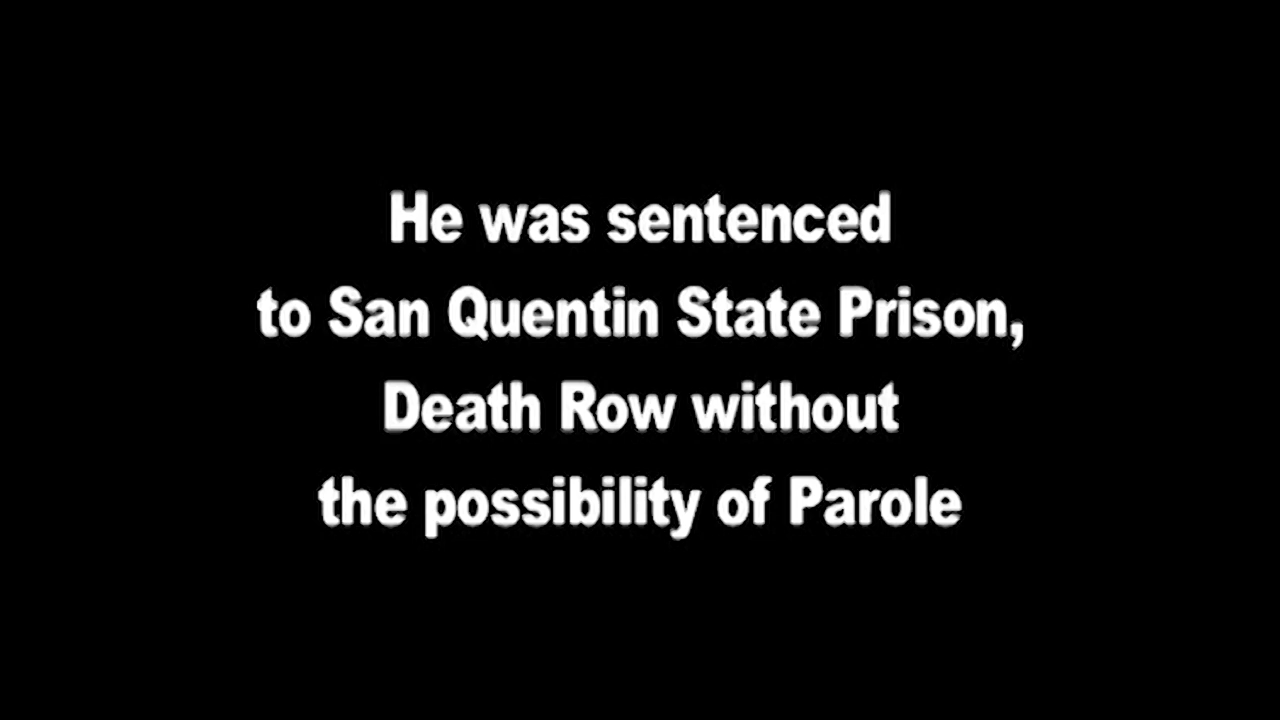 He was sentenced
to San Quentin State Prison,
Death Row without
the possibility of Parole